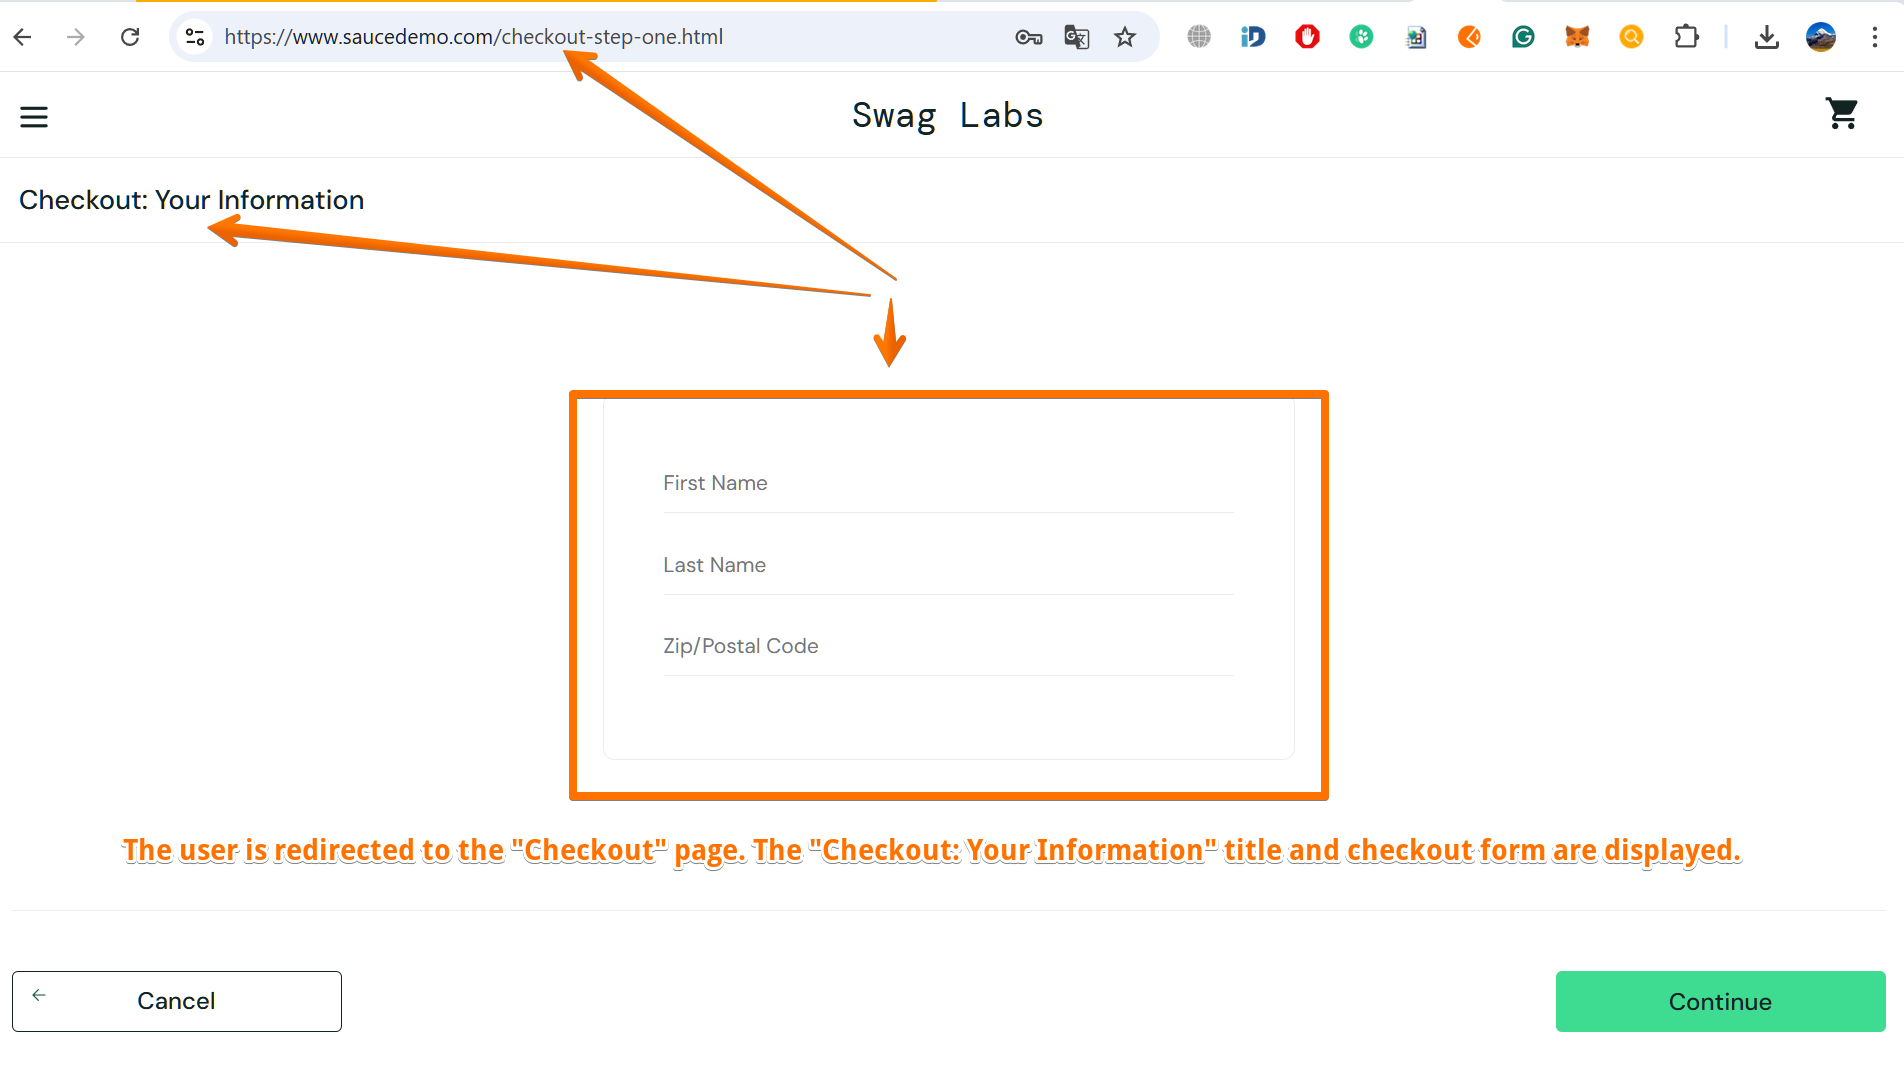 https://www.saucedemo.com/checkout-step-one.html
Swag Labs
Checkout: Your Information
First Name
Last Name
Zip/Postal Code
The user is redirected to the "Checkout" page. The "Checkout: Your Information" title and checkout form are displayed.
Cancel
Continue